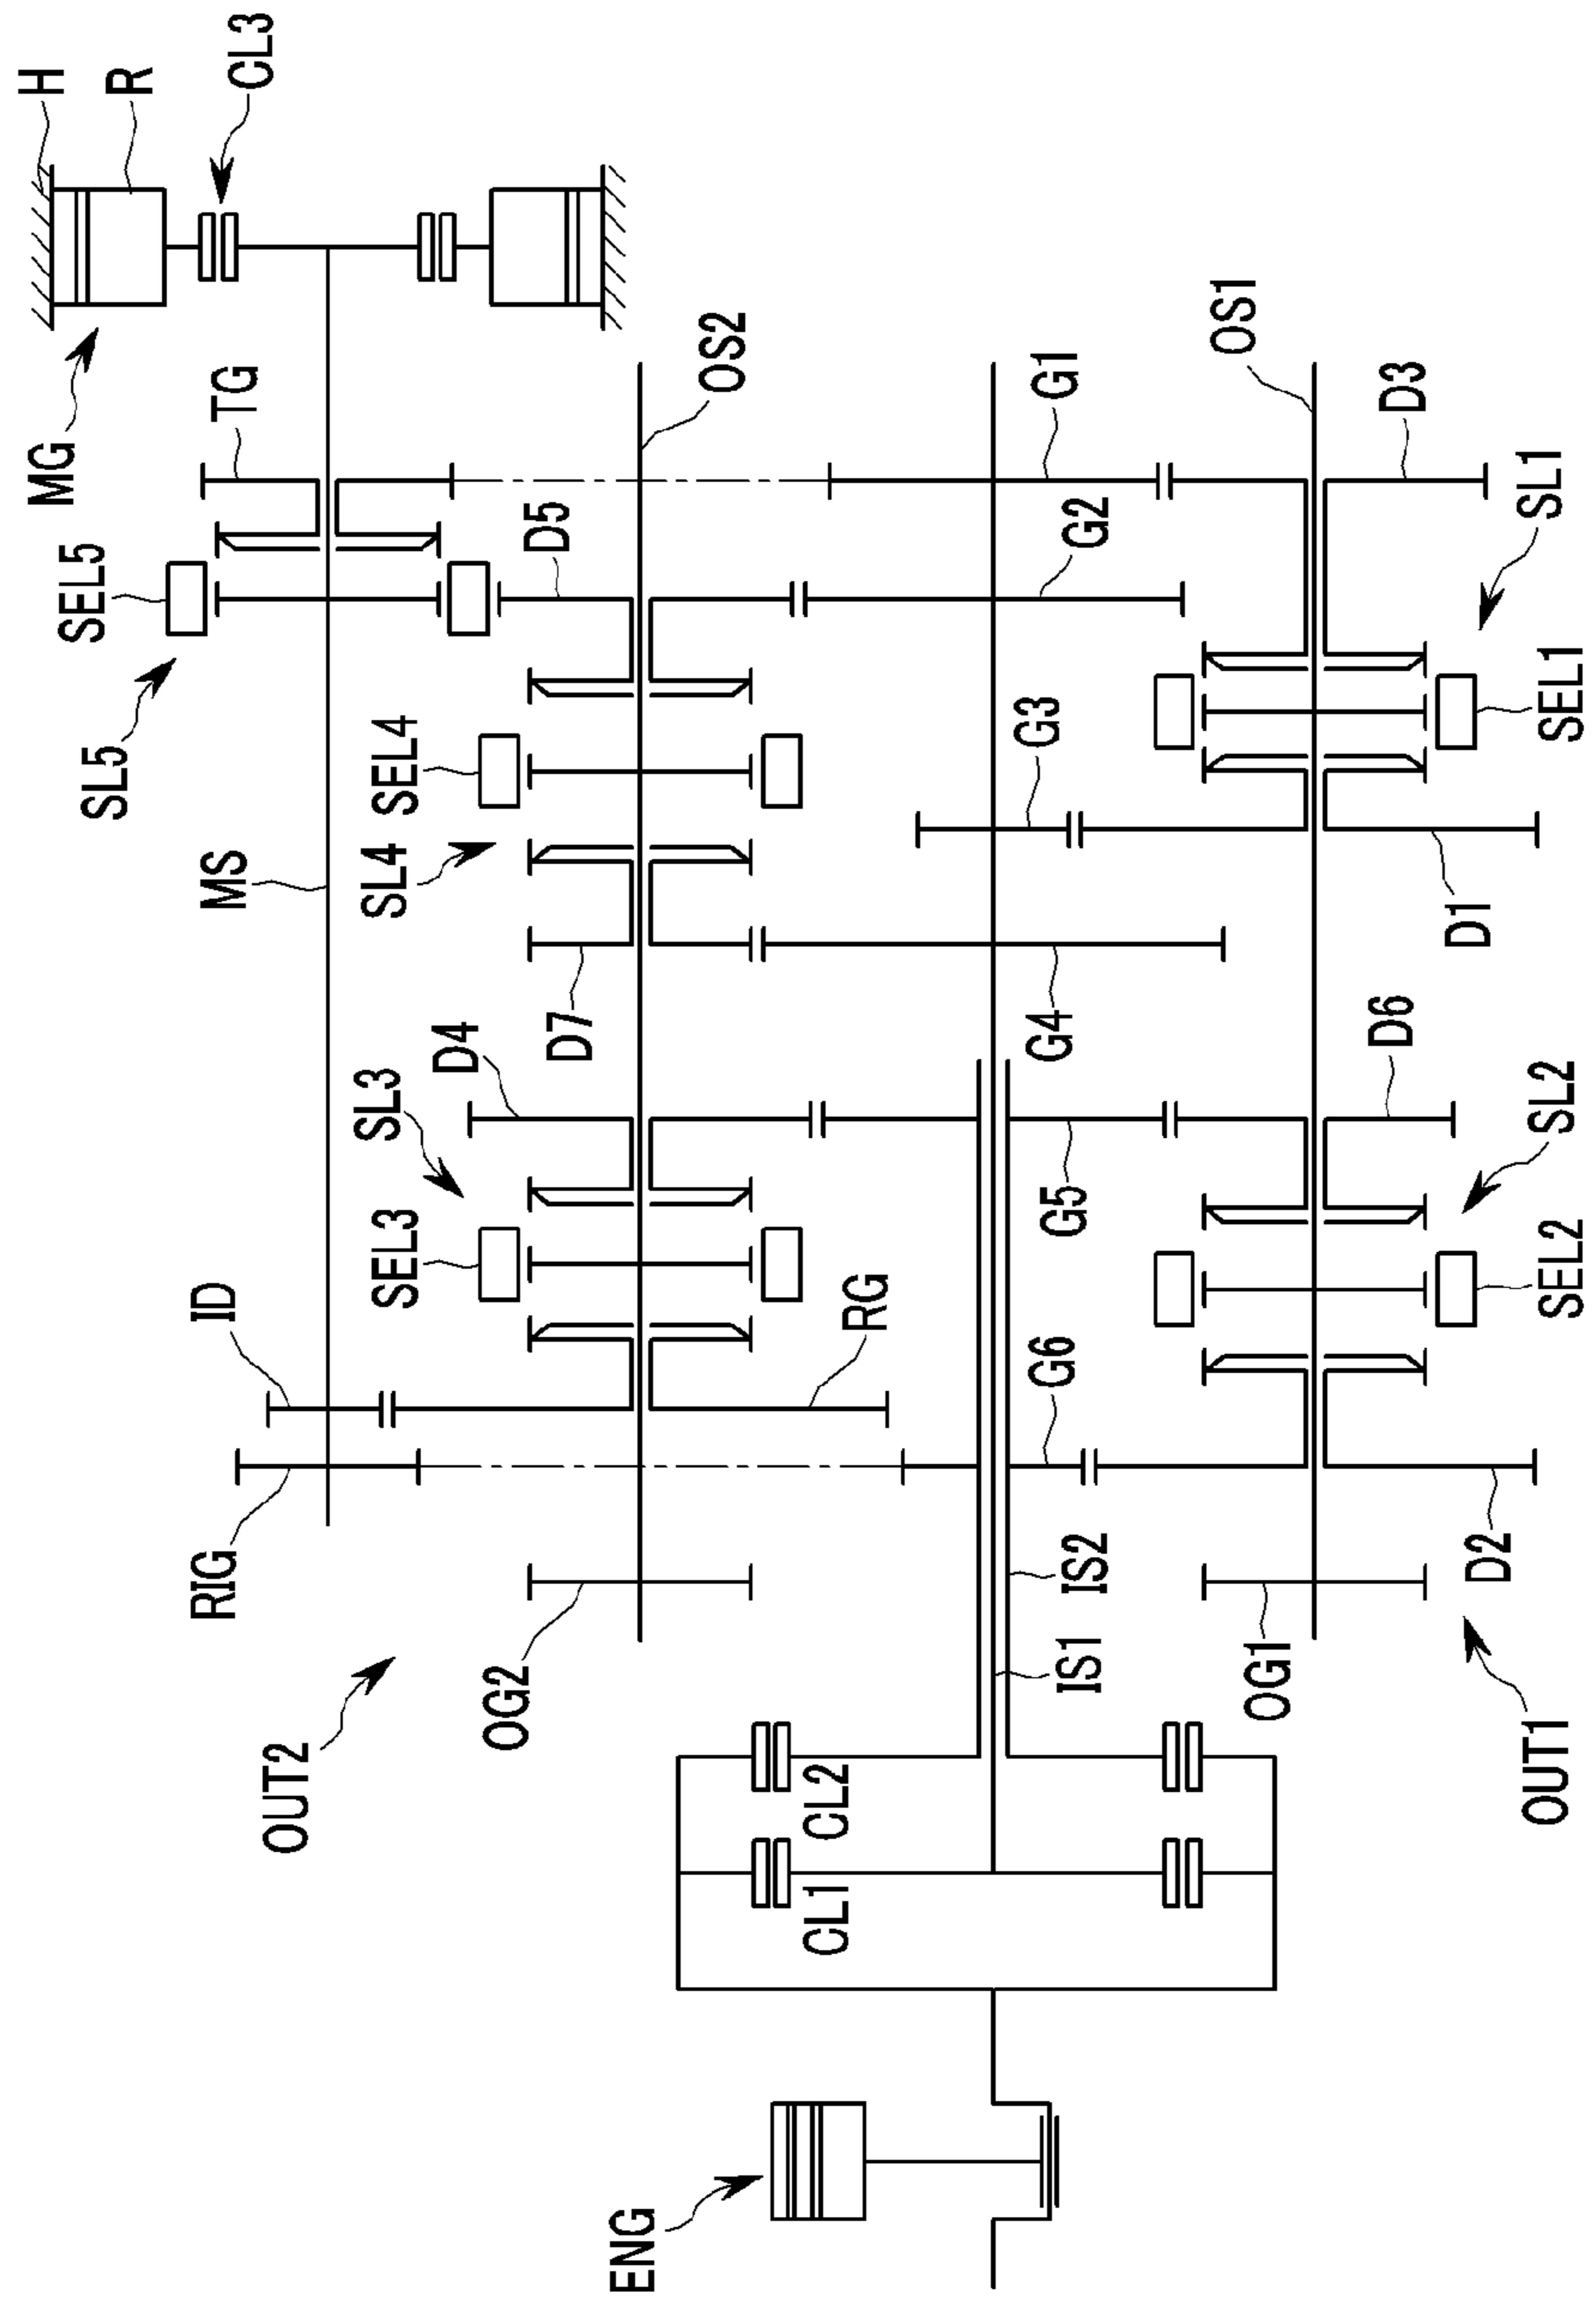 H
R
CL3
MG
TG
SEL5
SL5
OS2
OS1
G1
D3
D5
G2
SL1
SEL4
G3
SEL1
MS
SL4
D1
D7
G4
D4
D6
SL3
SL2
SEL3
G5
SEL2
ID
RG
G6
RIG
IS2
D2
OG2
IS1
OG1
OUT2
OUT1
CL2
CL1
ENG